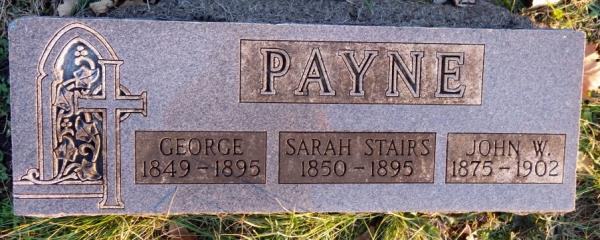 PAYNE
GEORGE
1849 – 1895
SARAH STAIRS
1850 – 1895
JOHN W.
1875 – 1902